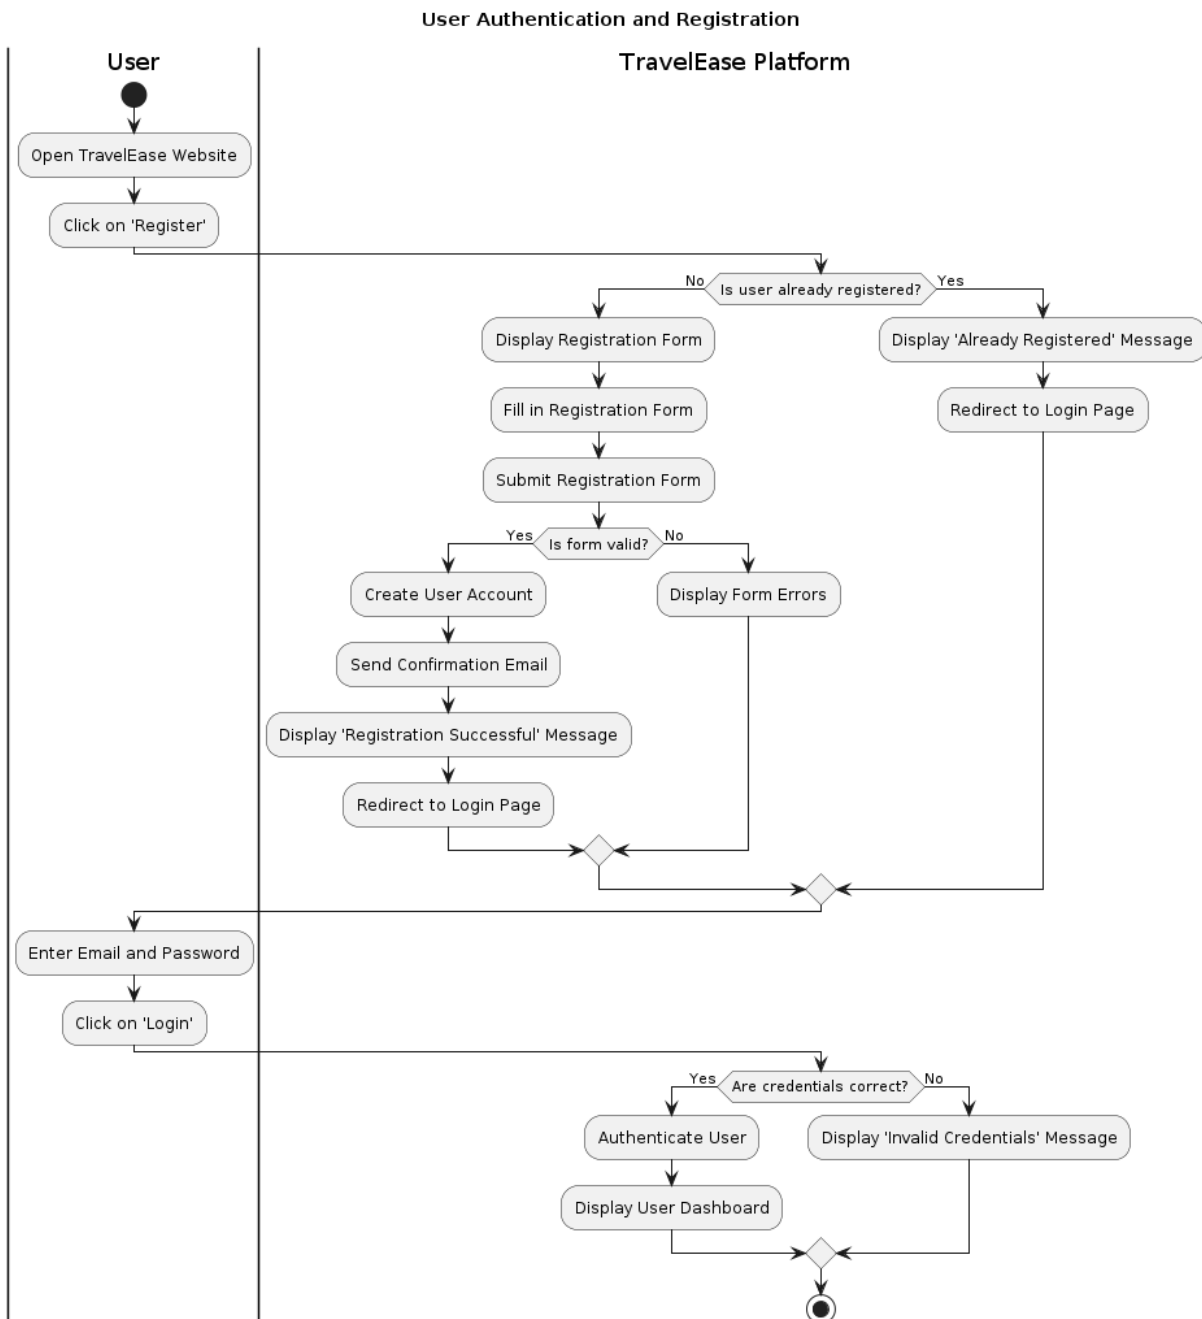 User Authentication and Registration
User
TravelEase Platform
Open TravelEase Website
Click on 'Register'
No
Is user already registered?
Yes
Display Registration Form
Display 'Already Registered' Message
Fill in Registration Form
Redirect to Login Page
Submit Registration Form
Yes
Is form valid?
No
Create User Account
Display Form Errors
Send Confirmation Email
Display 'Registration Successful' Message
Redirect to Login Page
Enter Email and Password
Click on 'Login'
Yes
Are credentials correct?
No
Authenticate User
Display 'Invalid Credentials' Message
Display User Dashboard